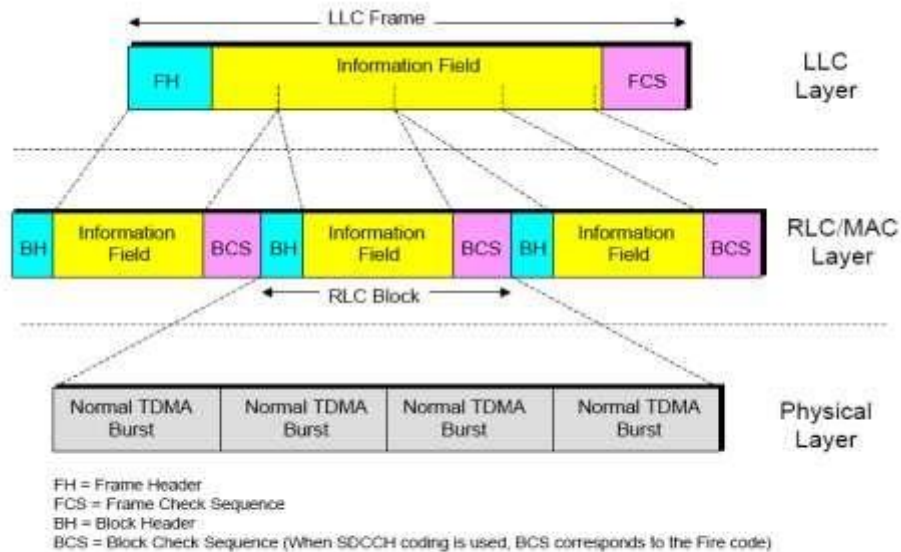 LLC Frame
FH
Information Field
FCS
LLC
Layer
BH
Information
Field
BCS
BH
Information
Field
BCS
BH
Information
Field
BCS
RLC/MAC
Layer
RLC Block
Normal TDMA
Burst
Normal TDMA
Burst
Normal TDMA
Burst
Normal TDMA
Burst
Physical
Layer
FH = Frame Header
FCS = Frame Check Sequence
BH = Block Header
BCS = Block Check Sequence (When SDCCH coding is used, BCS corresponds to the Fire code)